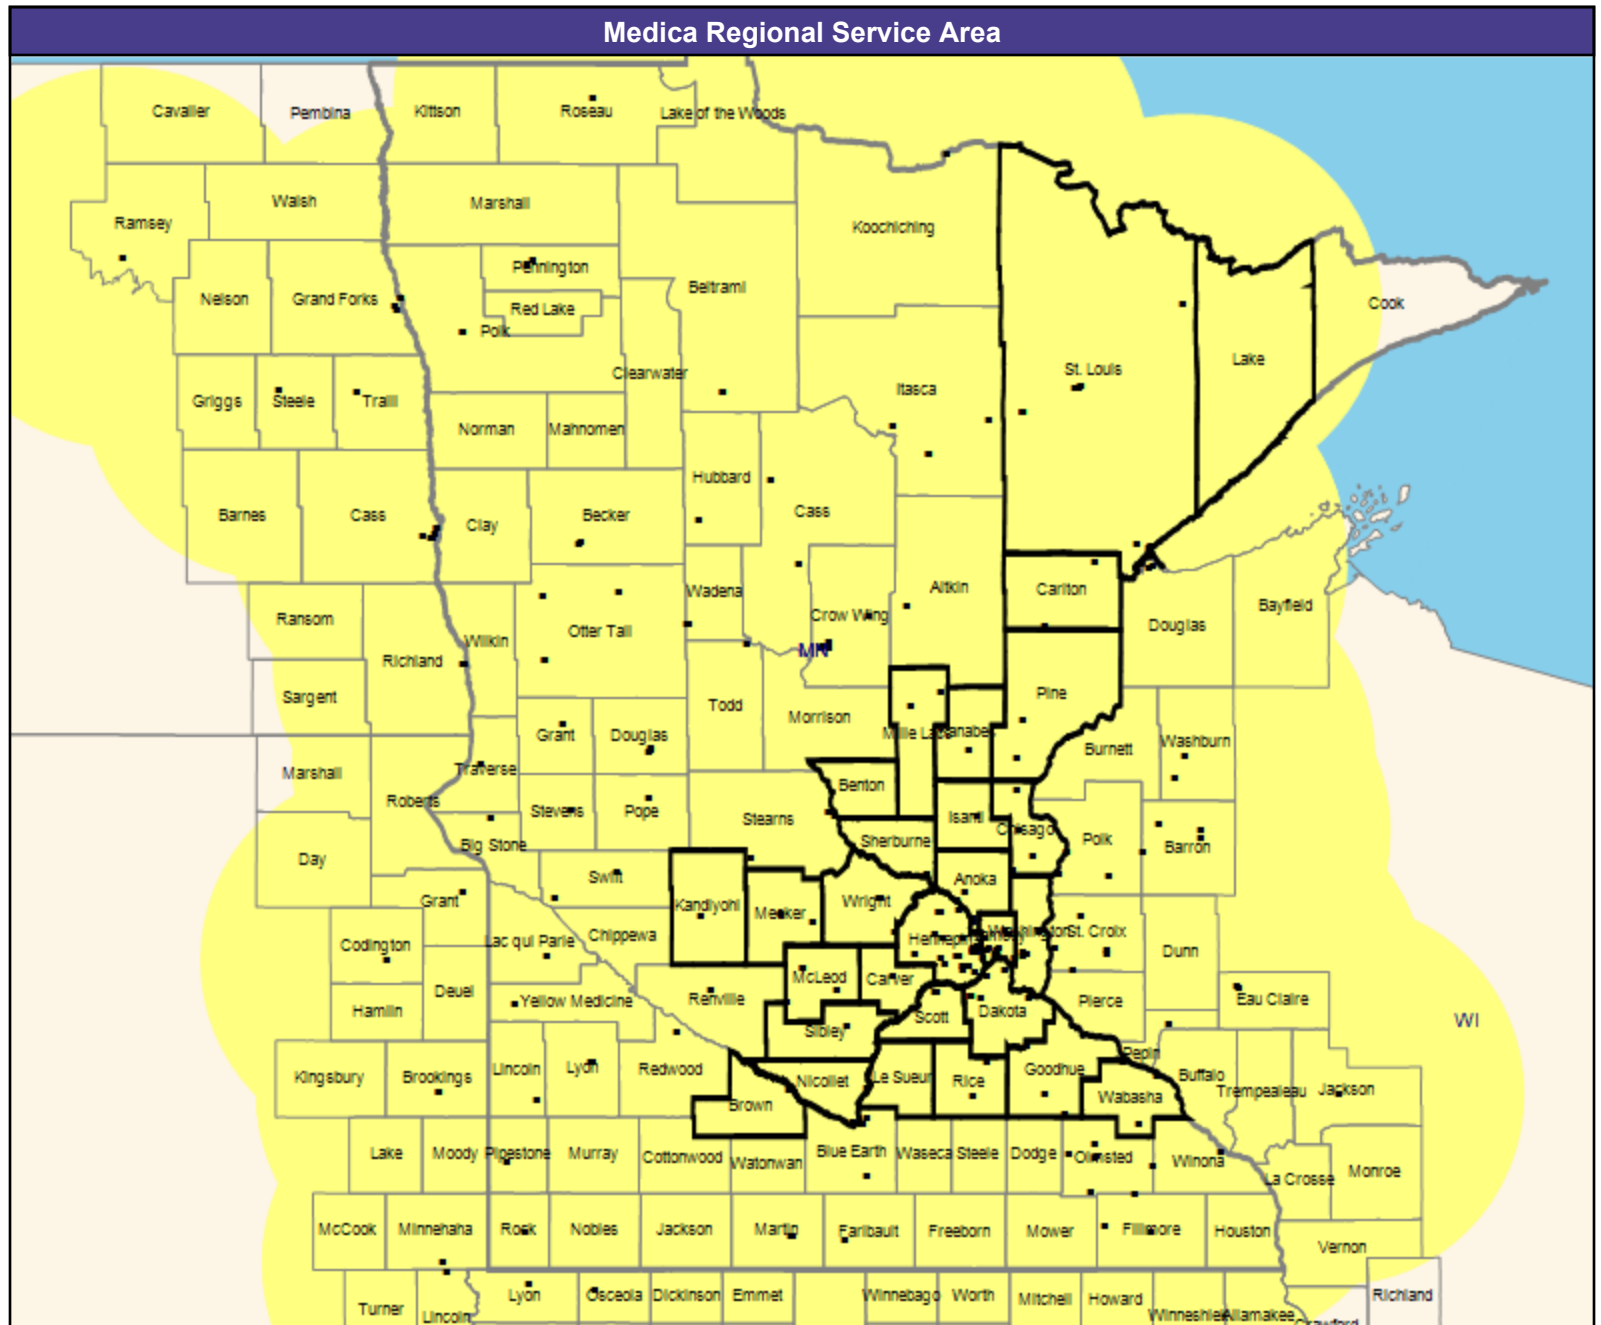 Medica Regional Service Area
Cavalier
Pembina
Kittson
Roseau
Lake of the Woods
Walsh
Marshall
Ramsey
Koochiching
Pennington
Beltrami
Nelson
Grand Forks
Red Lake
Cook
Polk
Lake
St. Louis
Clearwater
Itasca
Griggs
Steele
Traill
Norman
Mahnomen
Hubbard
Barnes
Cass
Clay
Becker
Cass
Aitkin
Carlton
Wadena
Bayfield
Ransom
Crow Wing
Douglas
Otter Tail
Wilkin
MN
Richland
Sargent
Pine
Todd
Morrison
Grant
Douglas
Mille Lacs
Kanabec
Burnett
Washburn
Marshall
Traverse
Benton
Roberts
Stevens
Pope
Stearns
Isanti
Chisago
Polk
Barron
Big Stone
Sherburne
Day
Swift
Anoka
Grant
Kandiyohi
Meeker
Wright
Codington
Lac qui Parle
Chippewa
Hennepin
Washington
St. Croix
Dunn
McLeod
Carver
Deuel
Yellow Medicine
Renville
Pierce
Eau Claire
Hamlin
Scott
Dakota
WI
Sibley
Pepin
Kingsbury
Brookings
Lincoln
Lyon
Redwood
Nicollet
Le Sueur
Rice
Goodhue
Buffalo
Trempealeau
Jackson
Brown
Wabasha
Lake
Moody
Pipestone
Murray
Cottonwood
Watonwan
Blue Earth
Waseca
Steele
Dodge
Olmsted
Winona
La Crosse
Monroe
McCook
Minnehaha
Rock
Nobles
Jackson
Martin
Faribault
Freeborn
Mower
Fillmore
Houston
Vernon
Turner
Lincoln
Lyon
Osceola
Dickinson
Emmet
Winnebago
Worth
Mitchell
Howard
Winneshiek
Allamakee
Crawford
Richland